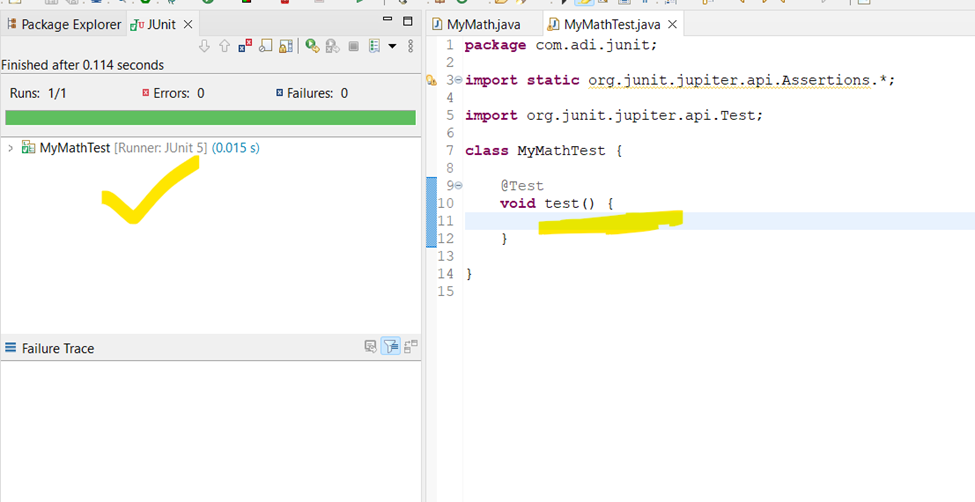 Package Explorer JUnit
Finished after 0.114 seconds
Runs: 1/1 Errors: 0 Failures: 0
MyMathTest [Runner: JUnit 5] (0.015 s)
Failure Trace
MyMath.java MyMathTest.java
1 package com.adi.junit;
2
3 import static org.junit.jupiter.api.Assertions.*;
4
5 import org.junit.jupiter.api.Test;
6
7 class MyMathTest {
8
9 @Test
10 void test() {
11
12 }
13
14 }
15